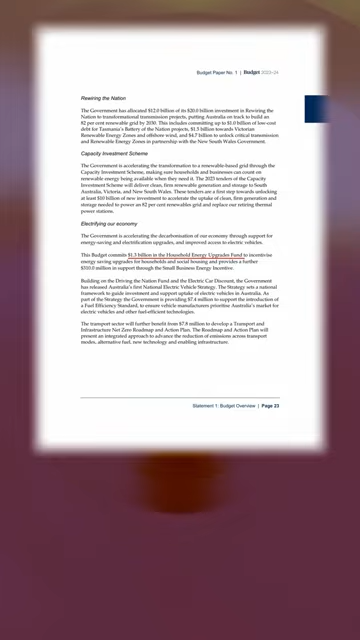 Budget Paper No. 1 | Budget 2023–24
Rewiring the Nation
The Government has allocated $12.0 billion of its $20.0 billion investment in Rewiring the
Nation to transformational transmission projects, putting Australia on track to build an
82 per cent renewable grid by 2030. This includes committing up to $1.0 billion of low-cost
debt for Tasmania's Battery of the Nation projects, $1.5 billion towards Victorian
Renewable Energy Zones and offshore wind, and $4.7 billion to unlock critical transmission
and Renewable Energy Zones in partnership with the New South Wales Government.
Capacity Investment Scheme
The Government is accelerating the transformation to a renewable-based grid through the
Capacity Investment Scheme, making sure households and businesses can count on
renewable energy being available when they need it. The 2023 tenders of the Capacity
Investment Scheme will deliver clean, firm renewable generation and storage to South
Australia, Victoria, and New South Wales. These tenders are a first step towards unlocking
at least $10 billion of new investment to accelerate the uptake of clean, firm generation and
storage needed to power an 82 per cent renewables grid and replace our retiring thermal
power stations.
Electrifying our economy
The Government is accelerating the decarbonisation of our economy through support for
energy-saving and electrification upgrades, and improved access to electric vehicles.
This Budget commits $1.3 billion in the Household Energy Upgrades Fund to incentivise
energy saving upgrades for households and social housing and provides a further
$310.0 million in support through the Small Business Energy Incentive.
Building on the Driving the Nation Fund and the Electric Car Discount, the Government
has released Australia's first National Electric Vehicle Strategy. The Strategy sets a national
framework to guide investment and support uptake of electric vehicles in Australia. As
part of the Strategy the Government is providing $7.4 million to support the introduction of
a Fuel Efficiency Standard, to ensure vehicle manufacturers prioritise Australia's market for
electric vehicles and other fuel-efficient technologies.
The transport sector will further benefit from $7.8 million to develop a Transport and
Infrastructure Net Zero Roadmap and Action Plan. The Roadmap and Action Plan will
present an integrated approach to advance the reduction of emissions across transport
modes, alternative fuel, new technology and enabling infrastructure.
Statement 1: Budget Overview | Page 23